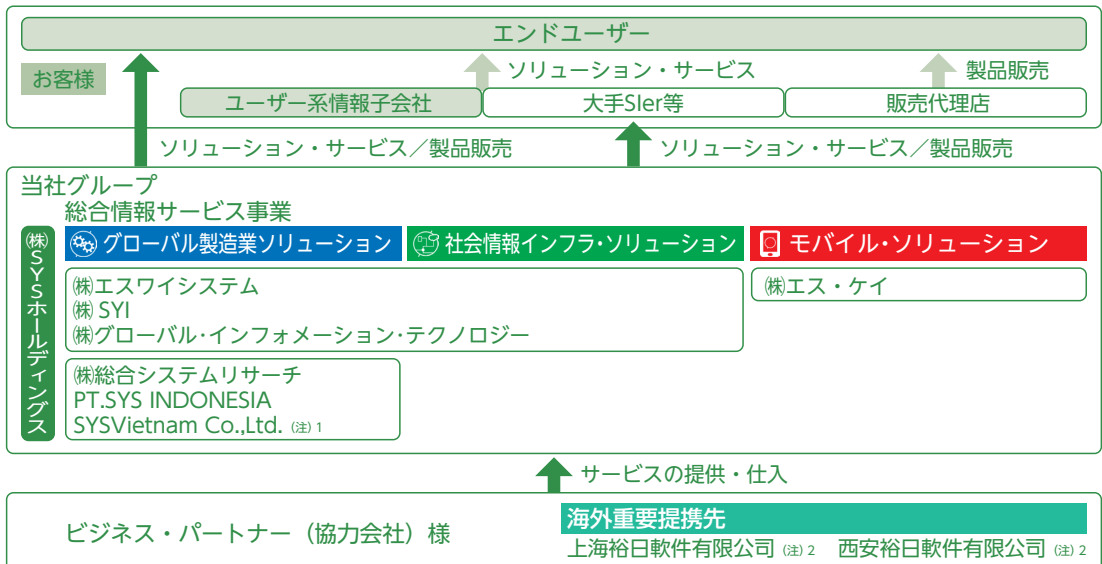 エンドユーザー
お客様
ソリューション・サービス
製品販売
ユーザー系情報子会社
大手SIer等
販売代理店
ソリューション・サービス／製品販売
ソリューション・サービス／製品販売
当社グループ
総合情報サービス事業
㈱SYSホールディングス
グローバル製造業ソリューション
社会情報インフラ・ソリューション
モバイル・ソリューション
㈱エスワイシステム
㈱ SYI
㈱グローバル・インフォメーション・テクノロジー
㈱エス・ケイ
㈱総合システムリサーチ
PT.SYS INDONESIA
SYSVietnam Co.,Ltd. (注) 1
サービスの提供・仕入
ビジネス・パートナー（協力会社）様
海外重要提携先
上海裕日軟件有限公司 (注) 2 西安裕日軟件有限公司 (注) 2